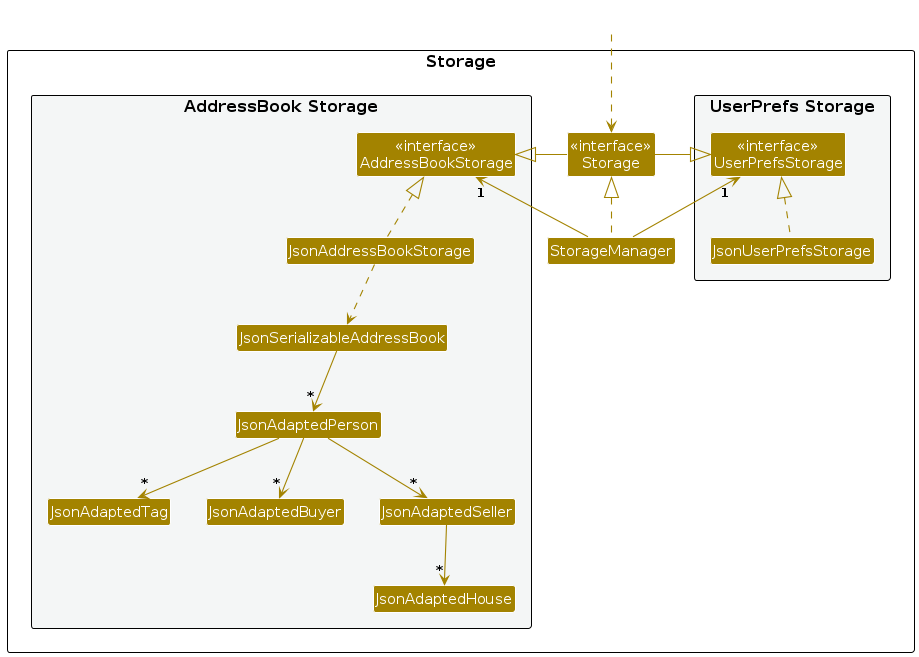 Storage
AddressBook Storage
UserPrefs Storage
«interface»
AddressBookStorage
«interface»
Storage
«interface»
UserPrefsStorage
1
1
JsonAddressBookStorage
StorageManager
JsonUserPrefsStorage
JsonSerializableAddressBook
*
JsonAdaptedPerson
*
*
*
JsonAdaptedTag
JsonAdaptedBuyer
JsonAdaptedSeller
*
JsonAdaptedHouse